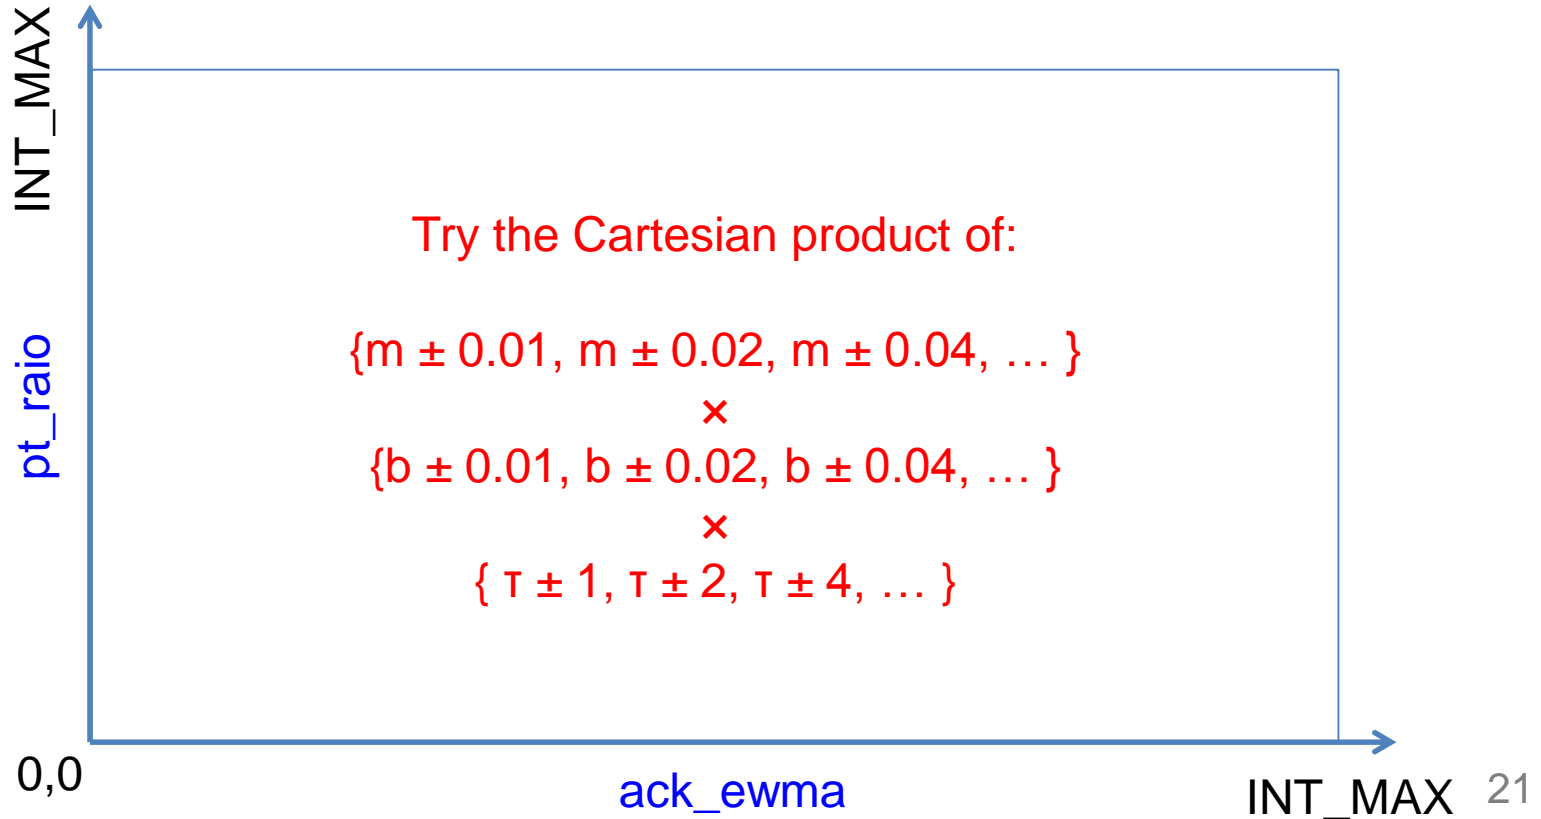 INT_MAX
Try the Cartesian product of:
{m ± 0.01, m ± 0.02, m ± 0.04, … }
×
{b ± 0.01, b ± 0.02, b ± 0.04, … }
×
{ τ ± 1, τ ± 2, τ ± 4, … }
pt_raio
0,0
ack_ewma
INT_MAX
21